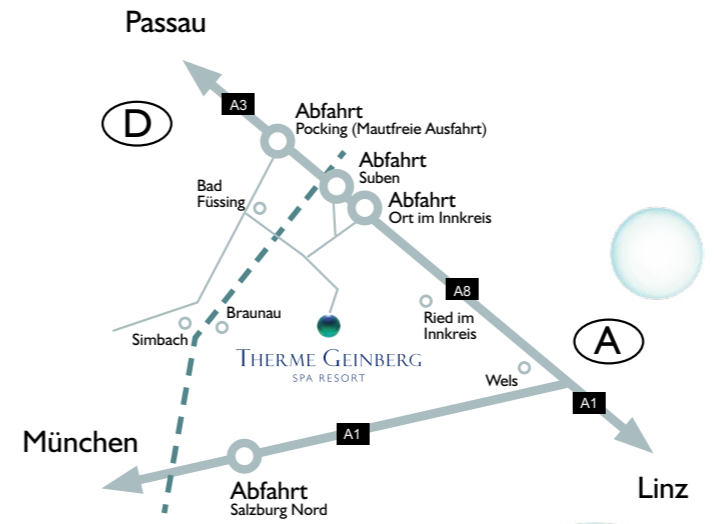 Passau
A3
D
Abfahrt
Pocking (Mautfreie Ausfahrt)
Abfahrt
Suben
Bad
Füssing
Abfahrt
Ort im Innkreis
A8
Ried im
Innkreis
Braunau
Simbach
A
THERME GEINBERG
SPA RESORT
Wels
A1
A1
München
Abfahrt
Salzburg Nord
Linz